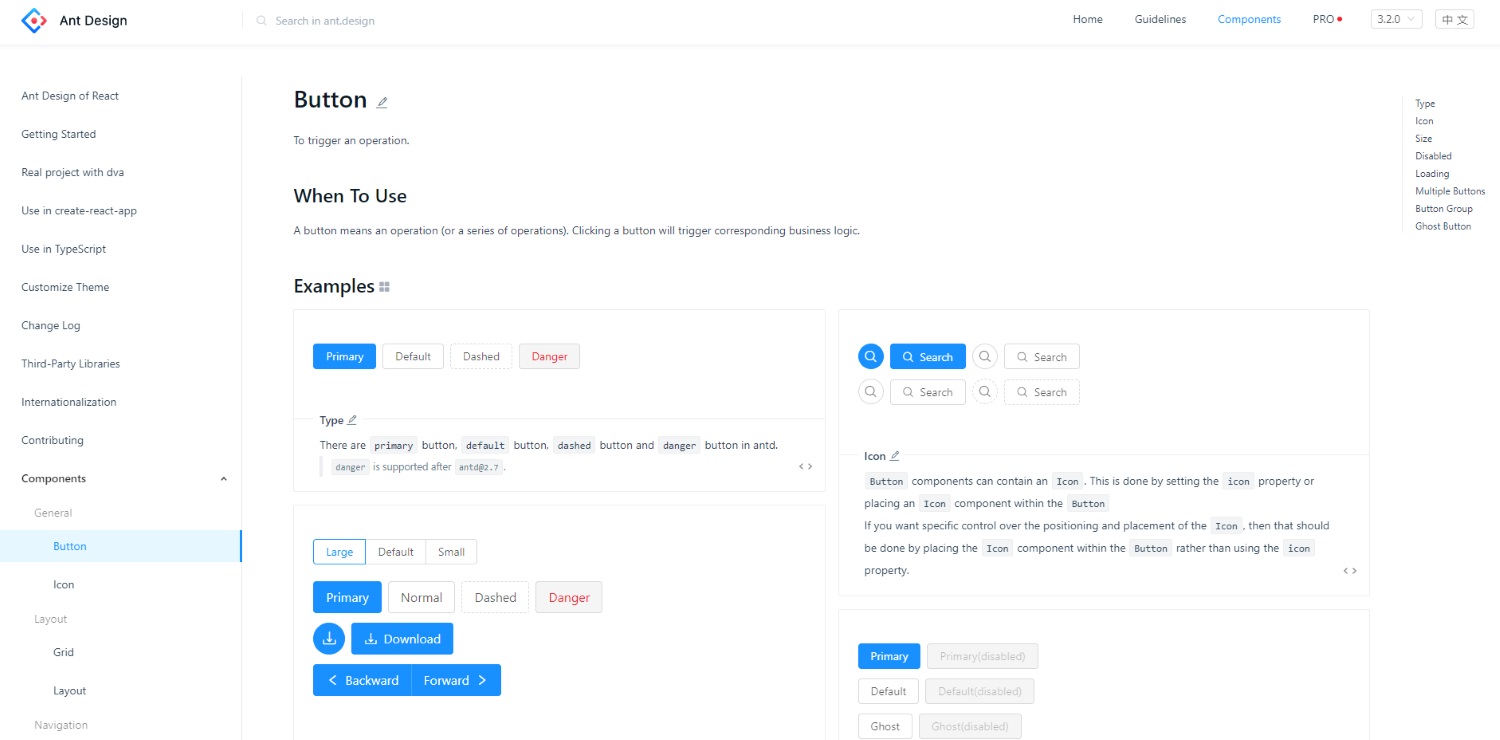 Ant Design
Search in ant.design
Home Guidelines Components PRO 3.2.0 中 文
Ant Design of React
Getting Started
Real project with dva
Use in create-react-app
Use in TypeScript
Customize Theme
Change Log
Third-Party Libraries
Internationalization
Contributing
Components
General
Button
Icon
Layout
Grid
Layout
Navigation
Button
To trigger an operation.
When To Use
A button means an operation (or a series of operations). Clicking a button will trigger corresponding business logic.
Examples
Primary Default Dashed Danger
Type
There are primary button, default button, dashed button and danger button in antd.
danger is supported after antd@2.7.
Large Default Small
Primary Normal Dashed Danger
Download
Backward Forward
Search Search
Search Search
Icon
Button components can contain an Icon. This is done by setting the icon property or
placing an Icon component within the Button
If you want specific control over the positioning and placement of the Icon, then that should
be done by placing the Icon component within the Button rather than using the icon
property.
Primary Primary(disabled)
Default Default(disabled)
Ghost Ghost(disabled)
Type
Icon
Size
Disabled
Loading
Multiple Buttons
Button Group
Ghost Button